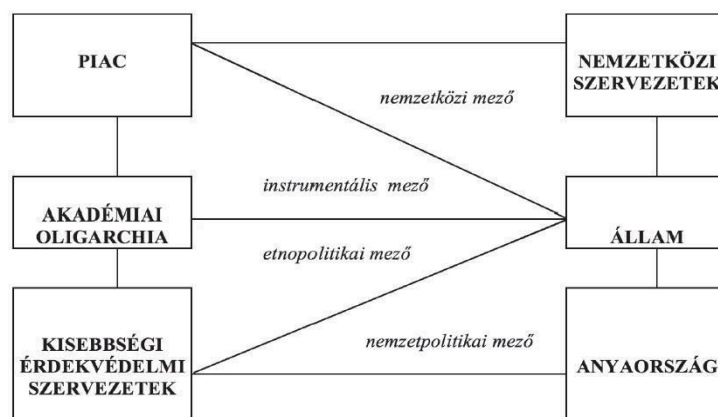 PIAC
NEMZETKÖZI
SZERVEZETEK
nemzetközi mező
instrumentális mező
AKADÉMIAI
OLIGARCHIA
ÁLLAM
etnopolitikai mező
nemzetpolitikai mező
KISEBBSÉGI
ÉRDEKVÉDELMI
SZERVEZETEK
ANYAORSZÁG